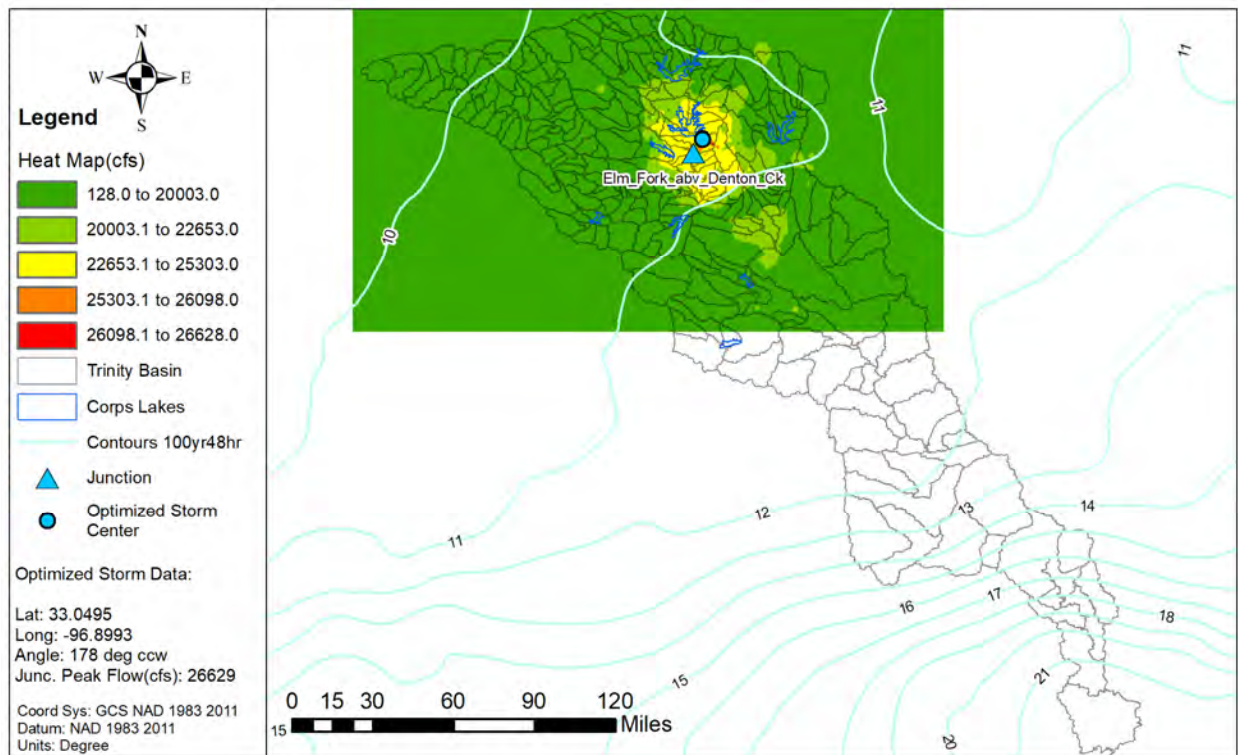 N
W
E
S
Legend
Heat Map(cfs)
128.0 to 20003.0
20003.1 to 22653.0
22653.1 to 25303.0
25303.1 to 26098.0
26098.1 to 26628.0
Trinity Basin
Corps Lakes
Contours 100yr48hr
Junction
Optimized Storm
Center
Optimized Storm Data:
Lat: 33.0495
Long: -96.8993
Angle: 178 deg ccw
Junc. Peak Flow(cfs): 26629
Coord Sys: GCS NAD 1983 2011
Datum: NAD 1983 2011
Units: Degree
11
11
Elm_Fork_abv_Denton_Ck
10
12
13
14
11
16
17
18
15
21
20
15
0 15 30 60 90 120
Miles